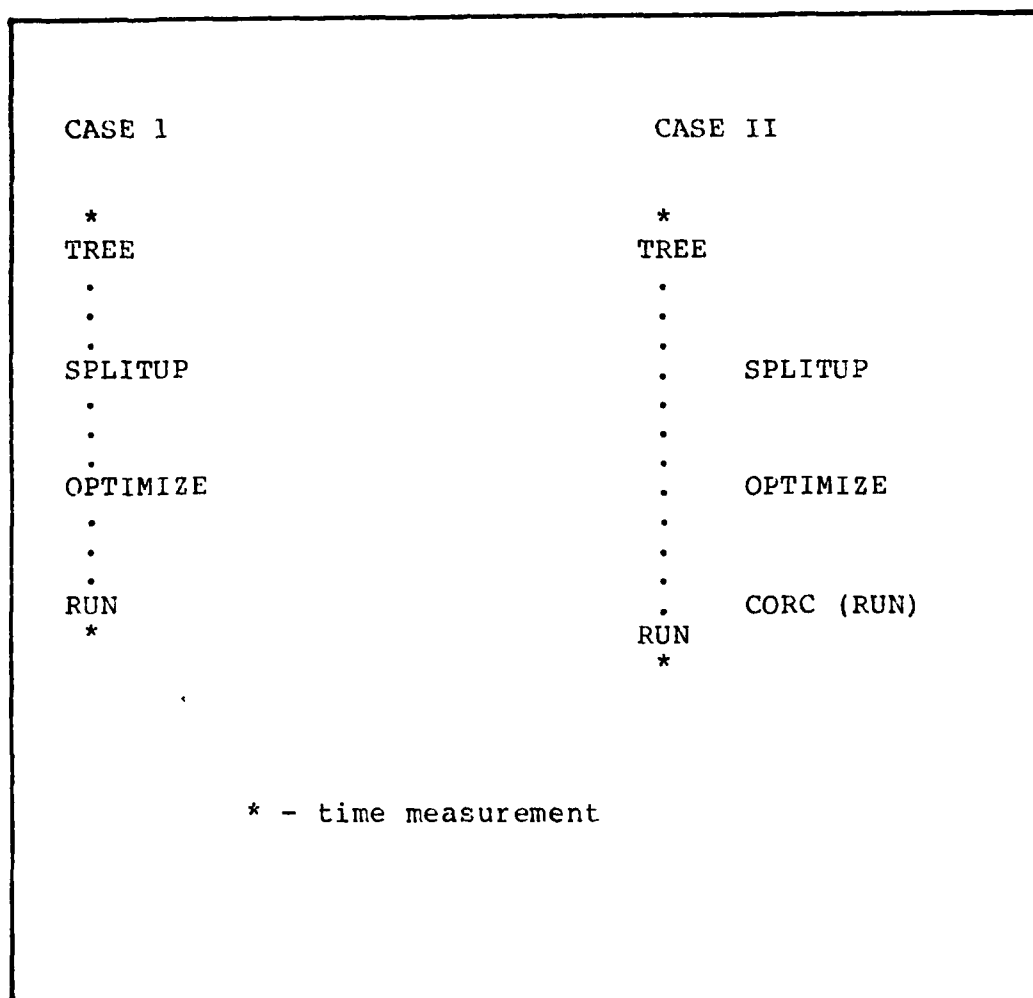 CASE 1 CASE II
* *
TREE TREE
. .
. .
. .
SPLITUP . SPLITUP
. .
. .
. .
OPTIMIZE . OPTIMIZE
. .
. .
. .
RUN . CORC (RUN)
* RUN
*
* - time measurement